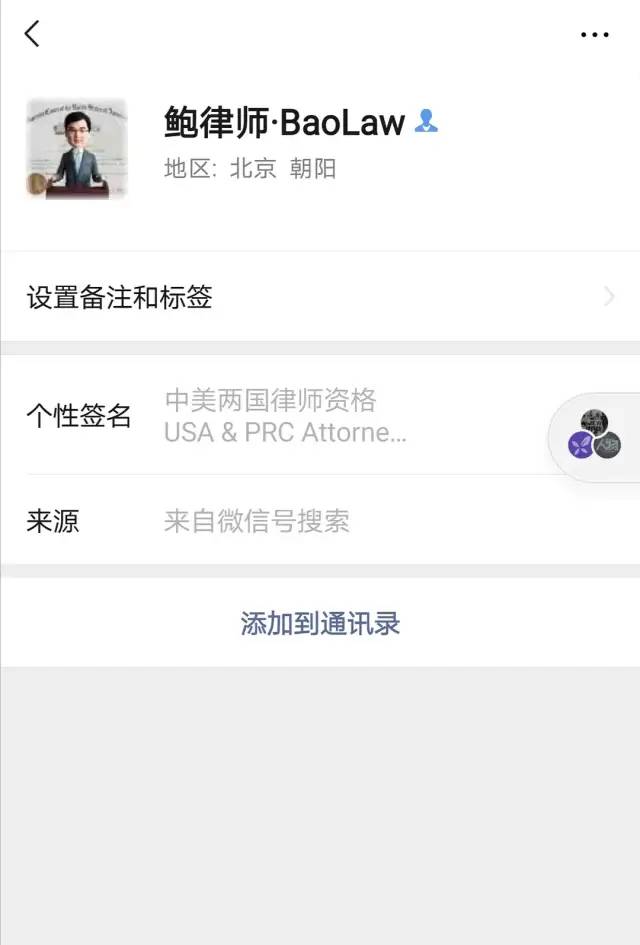 鲍律师·BaoLaw
地区: 北京 朝阳
设置备注和标签
个性签名
中美两国律师资格
USA & PRC Attorne...
来源
来自微信号搜索
添加到通讯录